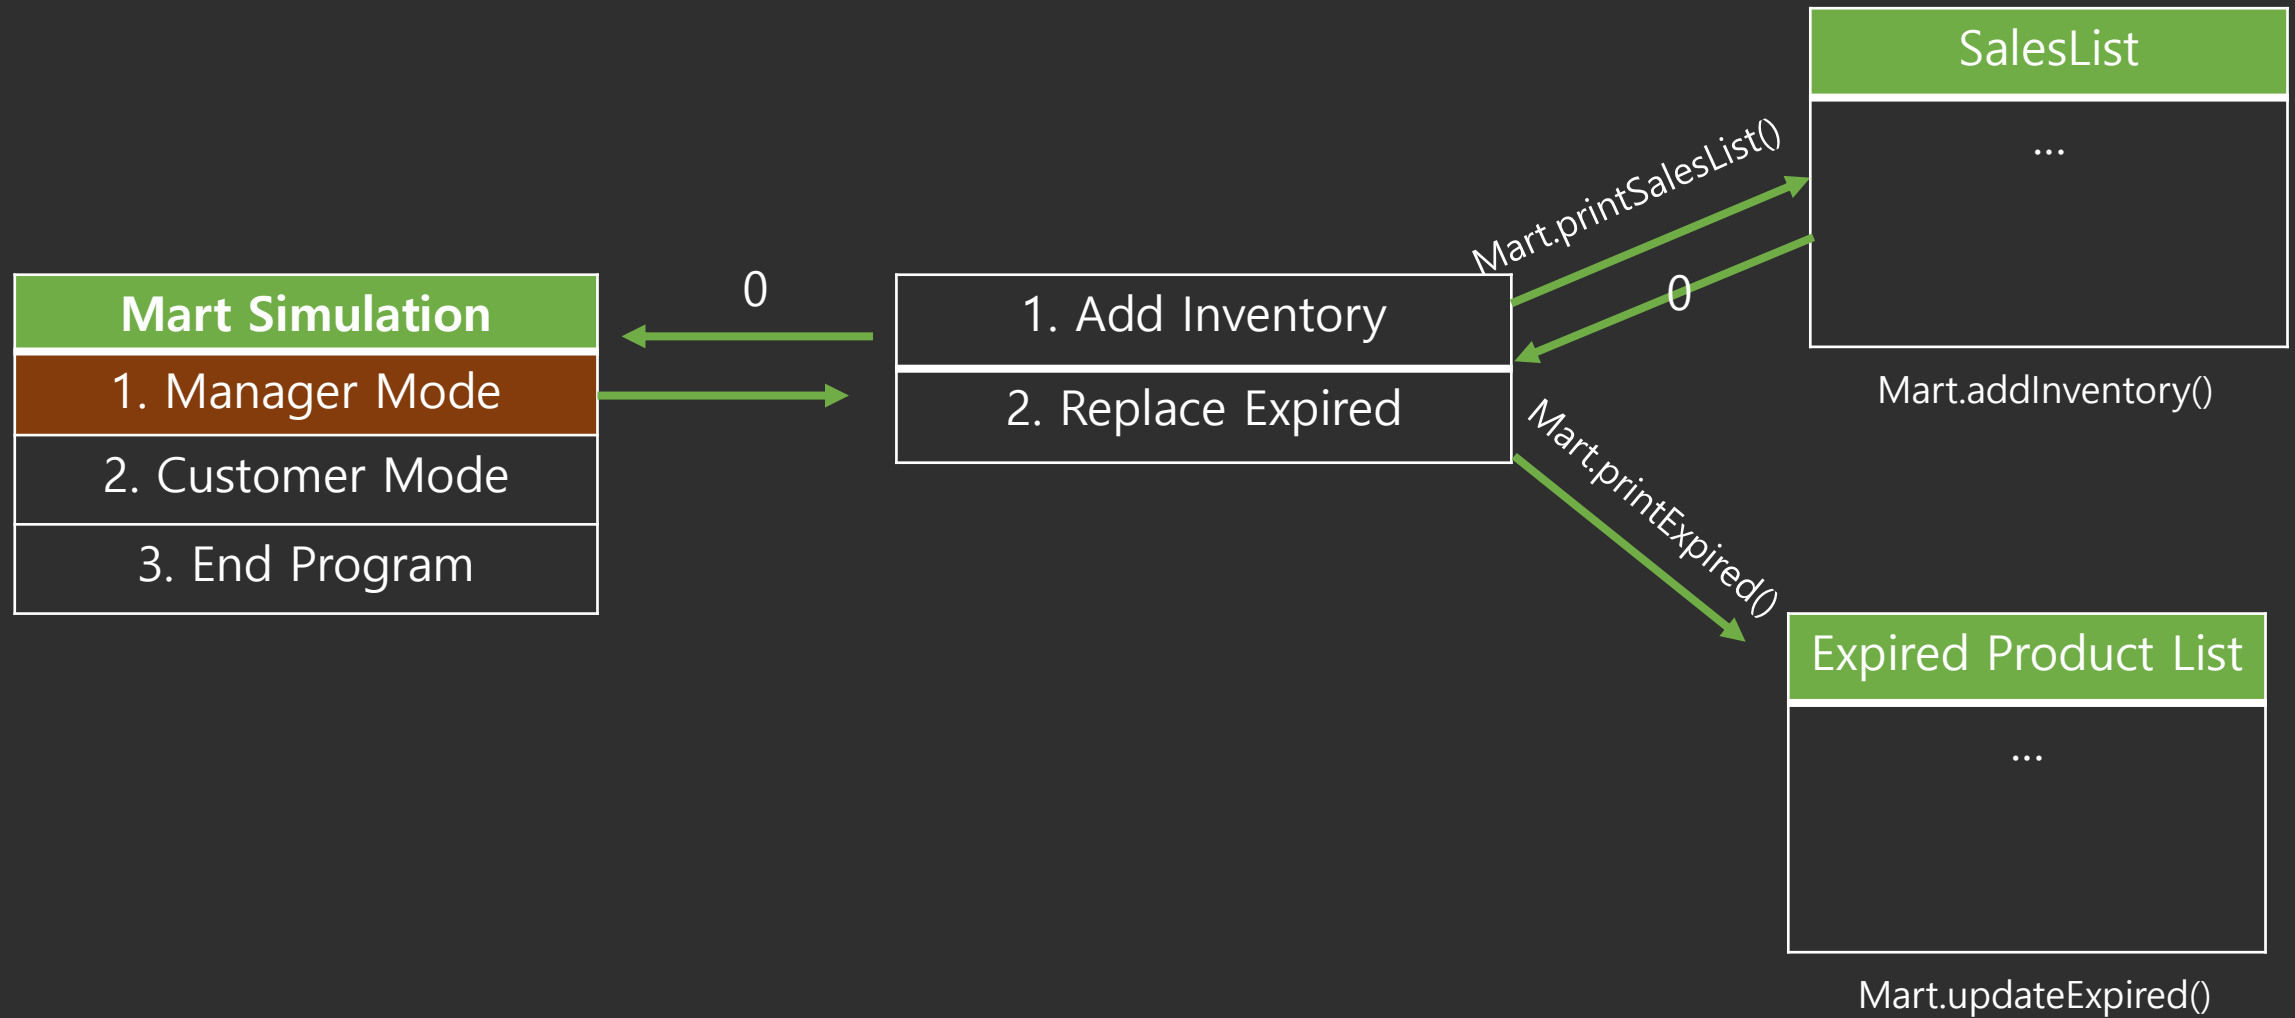 SalesList
...
Mart.printSalesList()
0
Mart.addInventory()
Mart Simulation
1. Manager Mode
2. Customer Mode
3. End Program
0
1. Add Inventory
2. Replace Expired
Mart.printExpired()
Expired Product List
...
Mart.updateExpired()